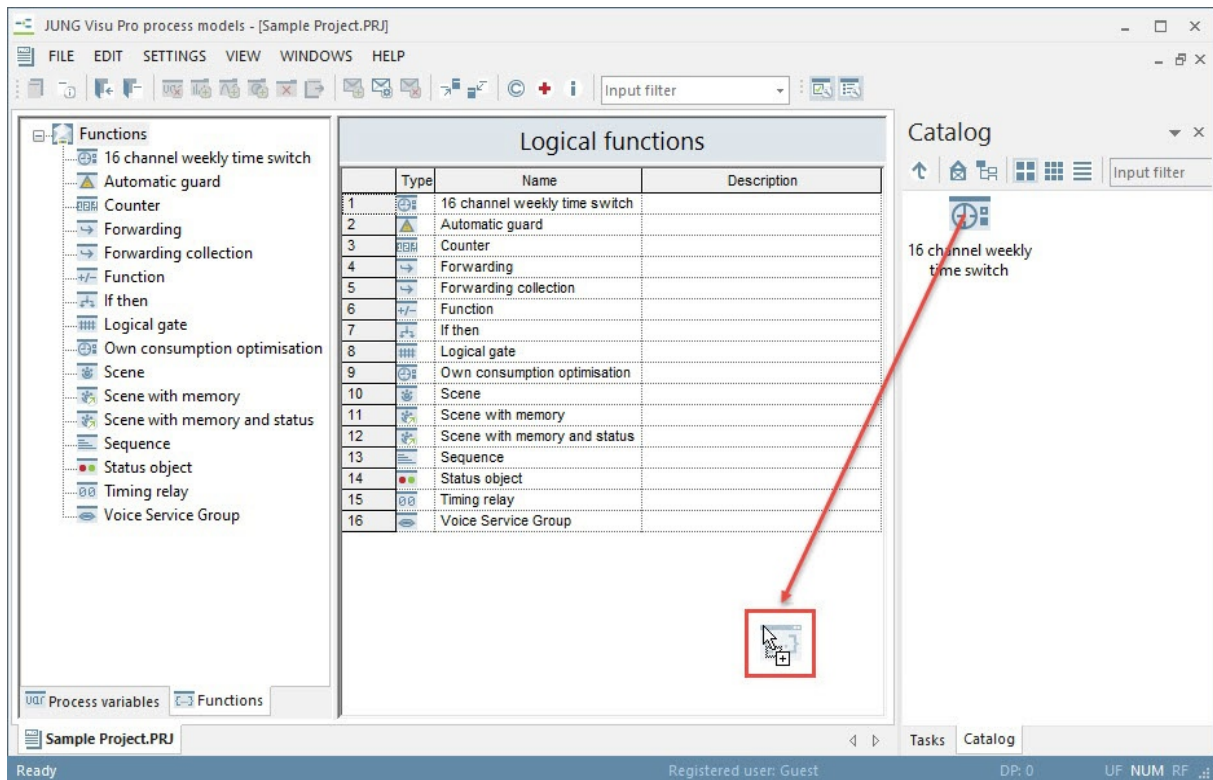 JUNG Visu Pro process models - [Sample Project.PRJ]
FILE EDIT SETTINGS VIEW WINDOWS HELP
Input filter
Functions
16 channel weekly time switch
Automatic guard
Counter
Forwarding
Forwarding collection
Function
If then
Logical gate
Own consumption optimisation
Scene
Scene with memory
Scene with memory and status
Sequence
Status object
Timing relay
Voice Service Group
Process variables Functions
Logical functions
Type Name Description
1 16 channel weekly time switch
2 Automatic guard
3 Counter
4 Forwarding
5 Forwarding collection
6 Function
7 If then
8 Logical gate
9 Own consumption optimisation
10 Scene
11 Scene with memory
12 Scene with memory and status
13 Sequence
14 Status object
15 Timing relay
16 Voice Service Group
Catalog
Input filter
16 channel weekly
time switch
Sample Project.PRJ
Tasks Catalog
Ready Registered user: Guest DP: 0 UF NUM RF